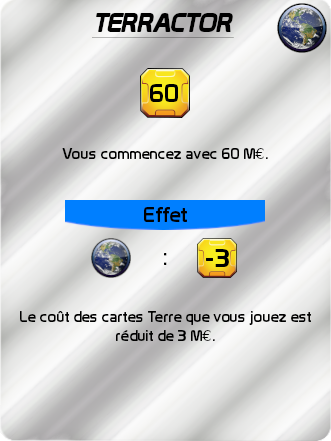 TERRACTOR
60
Vous commencez avec 60 M€.
Effet
: -3
Le coût des cartes Terre que vous jouez est
réduit de 3 M€.